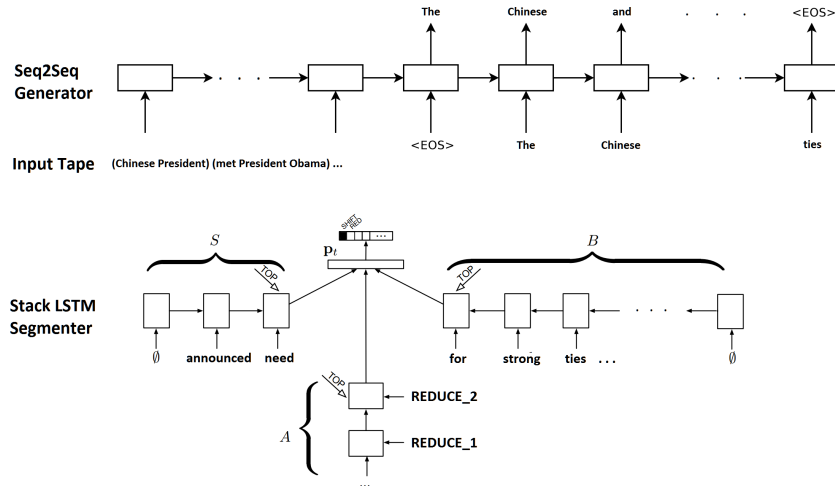 The Chinese and . . . <EOS>
Seq2Seq
Generator
. . .
. . .
<EOS> The Chinese ties
Input Tape (Chinese President) (met President Obama) ...
SHIFT
RED
...
p_t
S
B
TOP
TOP
Stack LSTM
Segmenter
. . .
∅ announced need for strong ties ... ∅
TOP
REDUCE_2
A
REDUCE_1
...